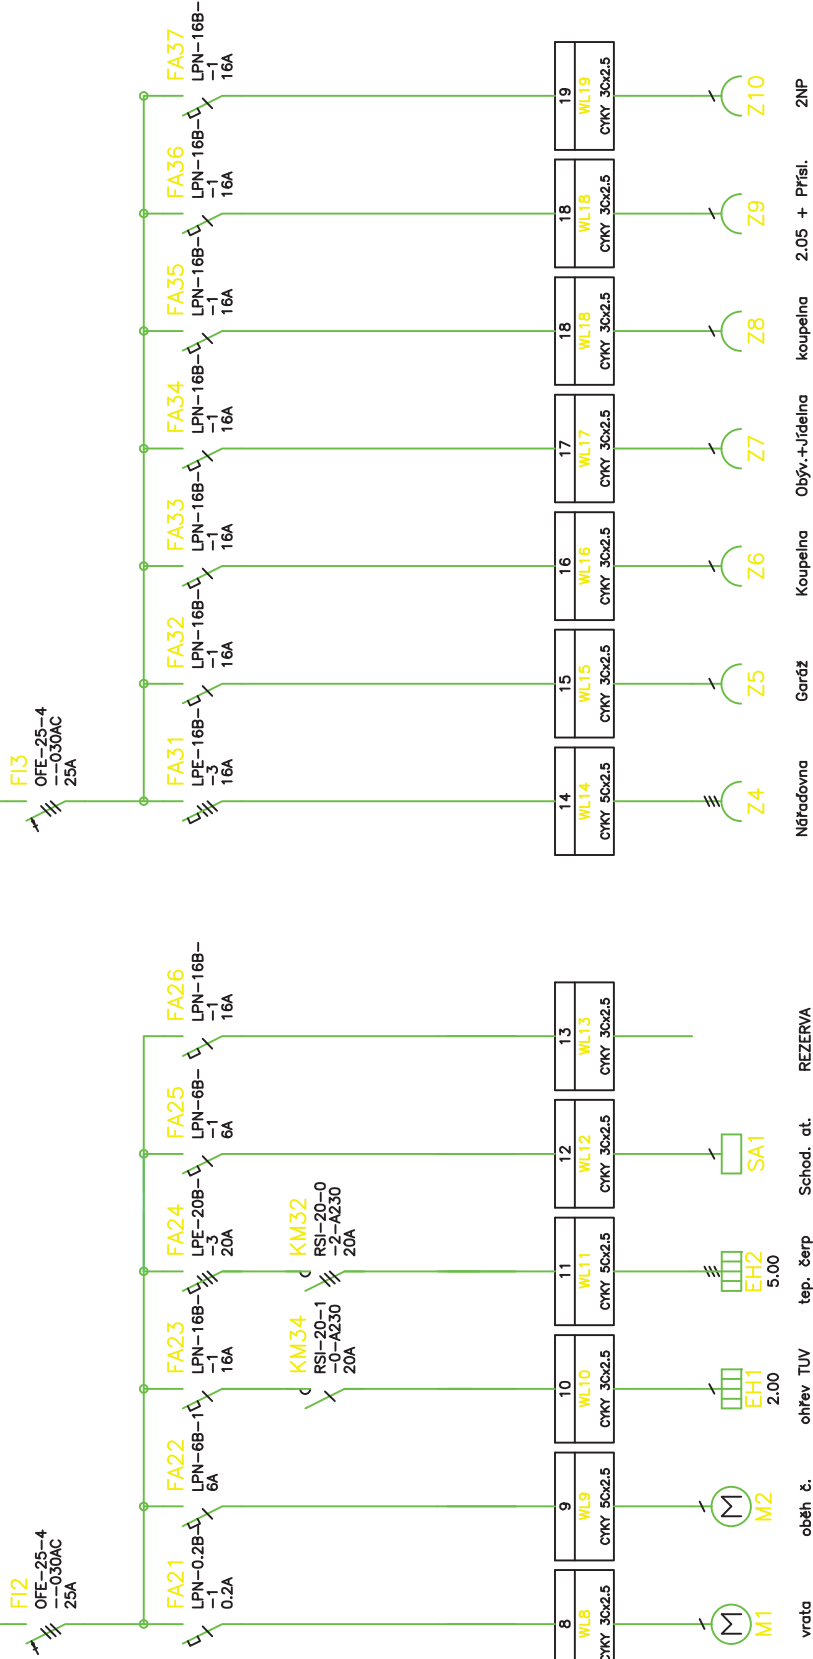 FI2
OFE-25-4
--030AC
25A
FA21
LPN-0.2B-
-1
0.2A
8
WL8
CYKY 3Cx2.5
M
M1
vrata
FA22
LPN-6B-1
6A
9
WL9
CYKY 5Cx2.5
M
M2
oběh č.
FA23
LPN-16B-
-1
16A
KM34
RSI-20-1
-0-A230
20A
10
WL10
CYKY 3Cx2.5
EH1
2.00
ohřev TUV
FA24
LPE-20B-
-3
20A
KM32
RSI-20-0
-2-A230
20A
11
WL11
CYKY 5Cx2.5
EH2
5.00
tep. čerp
FA25
LPN-6B-
-1
6A
12
WL12
CYKY 3Cx2.5
SA1
Schod. at.
FA26
LPN-16B-
-1
16A
13
WL13
CYKY 3Cx2.5
REZERVA
FI3
OFE-25-4
--030AC
25A
FA31
LPE-16B-
-3
16A
14
WL14
CYKY 5Cx2.5
Z4
Nářaďovna
FA32
LPN-16B-
-1
16A
15
WL15
CYKY 3Cx2.5
Z5
Garáž
FA33
LPN-16B-
-1
16A
16
WL16
CYKY 3Cx2.5
Z6
Koupelna
FA34
LPN-16B-
-1
16A
17
WL17
CYKY 3Cx2.5
Z7
Obýv.+Jídelna
FA35
LPN-16B-
-1
16A
18
WL18
CYKY 3Cx2.5
Z8
koupelna
FA36
LPN-16B-
-1
16A
18
WL18
CYKY 3Cx2.5
Z9
2.05 + Přísl.
FA37
LPN-16B-
-1
16A
19
WL19
CYKY 3Cx2.5
Z10
2NP